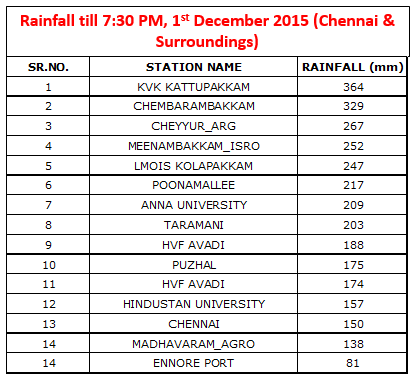 Rainfall till 7:30 PM, 1st December 2015 (Chennai &
Surroundings)
SR.NO. STATION NAME RAINFALL (mm)
1 KVK KATTUPAKKAM 364
2 CHEMBARAMBAKKAM 329
3 CHEYYUR_ARG 267
4 MEENAMBAKKAM_ISRO 252
5 LMOIS KOLAPAKKAM 247
6 POONAMALLEE 217
7 ANNA UNIVERSITY 209
8 TARAMANI 203
9 HVF AVADI 188
10 PUZHAL 175
11 HVF AVADI 174
12 HINDUSTAN UNIVERSITY 157
13 CHENNAI 150
14 MADHAVARAM_AGRO 138
14 ENNORE PORT 81